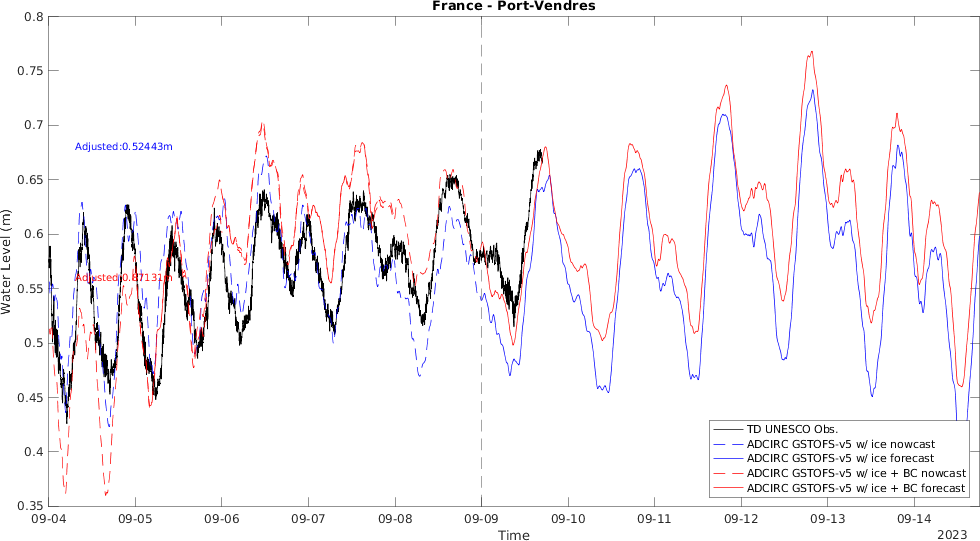 France - Port-Vendres
Water Level (m)
0.8
0.75
0.7
0.65
0.6
0.55
0.5
0.45
0.4
0.35
Adjusted:0.52443m
Adjusted:0.87131m
TD UNESCO Obs.
ADCIRC GSTOFS-v5 w/ ice nowcast
ADCIRC GSTOFS-v5 w/ ice forecast
ADCIRC GSTOFS-v5 w/ ice + BC nowcast
ADCIRC GSTOFS-v5 w/ ice + BC forecast
09-04 09-05 09-06 09-07 09-08 09-09 09-10 09-11 09-12 09-13 09-14
Time
2023